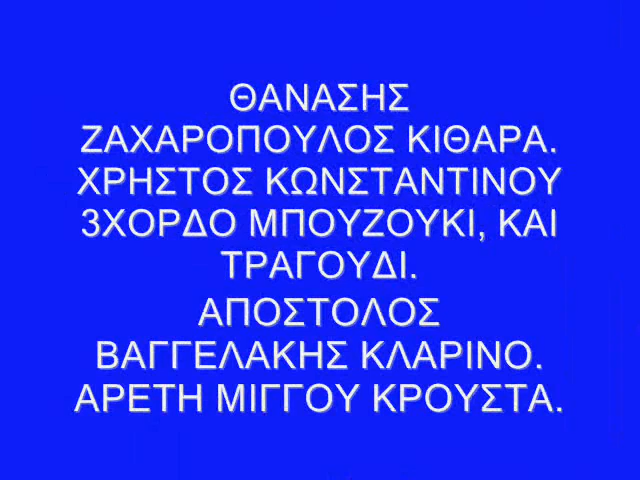 ΘΑΝΑΣΗΣ
ΖΑΧΑΡΟΠΟΥΛΟΣ ΚΙΘΑΡΑ.
ΧΡΗΣΤΟΣ ΚΩΝΣΤΑΝΤΙΝΟΥ
3ΧΟΡΔΟ ΜΠΟΥΖΟΥΚΙ, ΚΑΙ
ΤΡΑΓΟΥΔΙ.
ΑΠΟΣΤΟΛΟΣ
ΒΑΓΓΕΛΑΚΗΣ ΚΛΑΡΙΝΟ.
ΑΡΕΤΗ ΜΙΓΓΟΥ ΚΡΟΥΣΤΑ.